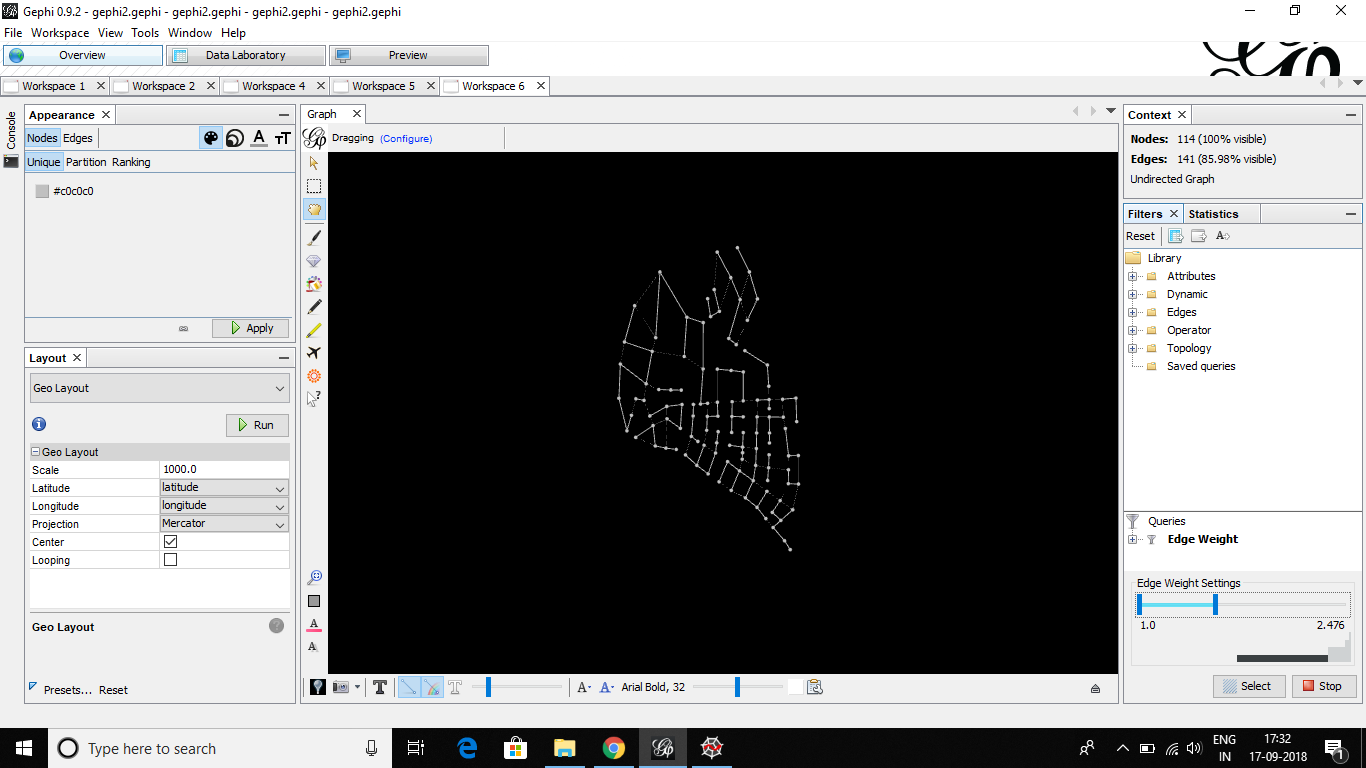 Gephi 0.9.2 - gephi2.gephi - gephi2.gephi - gephi2.gephi - gephi2.gephi
File Workspace View Tools Window Help
Overview Data Laboratory Preview
Workspace 1 Workspace 2 Workspace 4 Workspace 5 Workspace 6
Console
Appearance
Nodes Edges
Unique Partition Ranking
#c0c0c0
Apply
Layout
Geo Layout
Run
Geo Layout
Scale 1000.0
Latitude latitude
Longitude longitude
Projection Mercator
Center
Looping
Geo Layout
Presets... Reset
Graph
Dragging (Configure)
Arial Bold, 32
Context
Nodes: 114 (100% visible)
Edges: 141 (85.98% visible)
Undirected Graph
Filters Statistics
Reset
Library
Attributes
Dynamic
Edges
Operator
Topology
Saved queries
Queries
Edge Weight
Edge Weight Settings
1.0 2.476
Select Stop
Type here to search
ENG
IN
17:32
17-09-2018
1